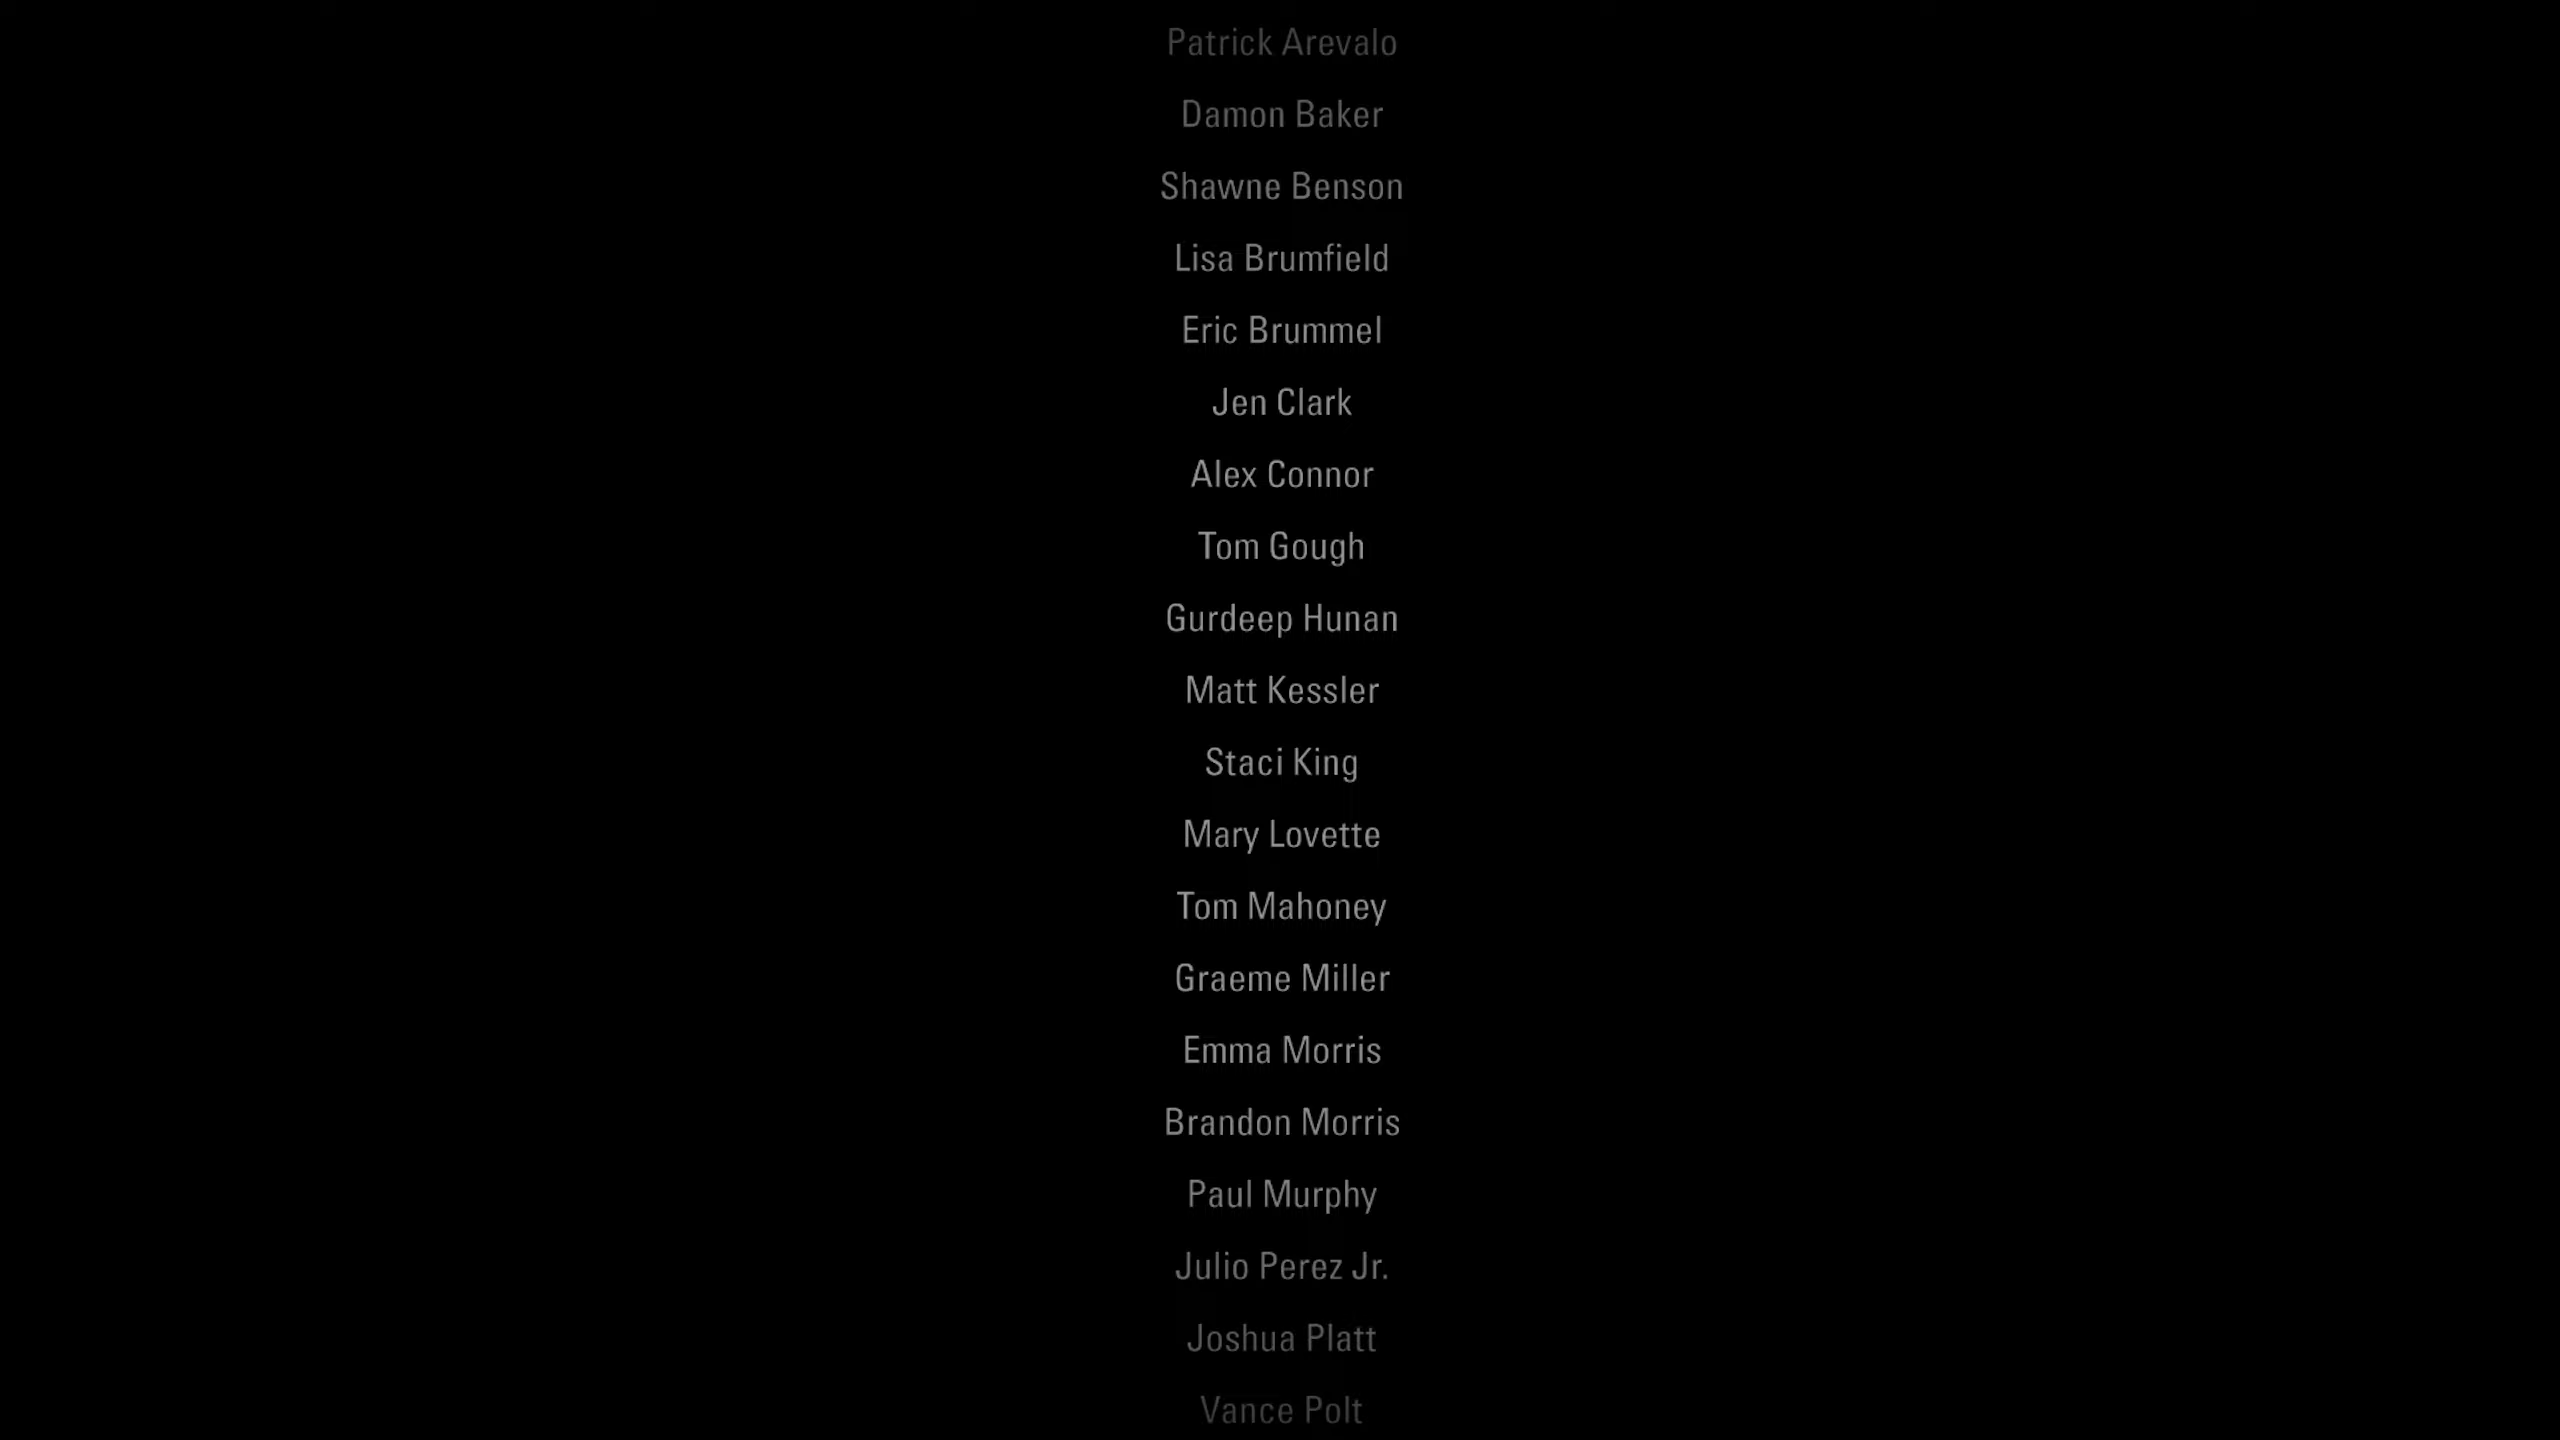 Patrick Arevalo
Damon Baker
Shawne Benson
Lisa Brumfield
Eric Brummel
Jen Clark
Alex Connor
Tom Gough
Gurdeep Hunan
Matt Kessler
Staci King
Mary Lovette
Tom Mahoney
Graeme Miller
Emma Morris
Brandon Morris
Paul Murphy
Julio Perez Jr.
Joshua Platt
Vance Polt